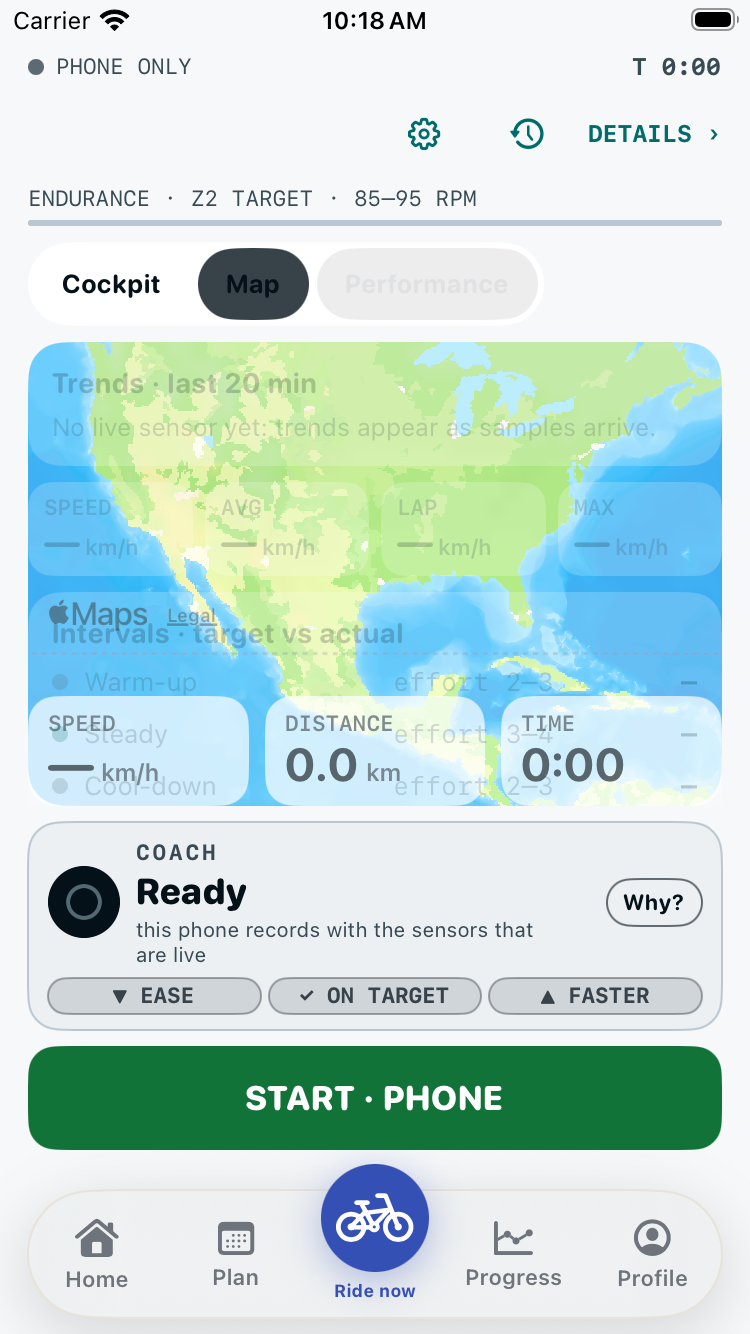 Carrier 10:18 AM
PHONE ONLY T 0:00
DETAILS ›
ENDURANCE · Z2 TARGET · 85–95 RPM
Cockpit Map Performance
Trends · last 20 min
No live sensor yet: trends appear as samples arrive.
SPEED AVG LAP MAX
— km/h — km/h — km/h — km/h
Maps Legal
Intervals · target vs actual
Warm-up effort 2–3 –
SPEED DISTANCE TIME
Steady effort 3–4 –
— km/h 0.0 km 0:00
Cool-down effort 2–3 –
COACH
Ready
this phone records with the sensors that
are live
Why?
▼ EASE ✓ ON TARGET ▲ FASTER
START · PHONE
Home Plan Ride now Progress Profile